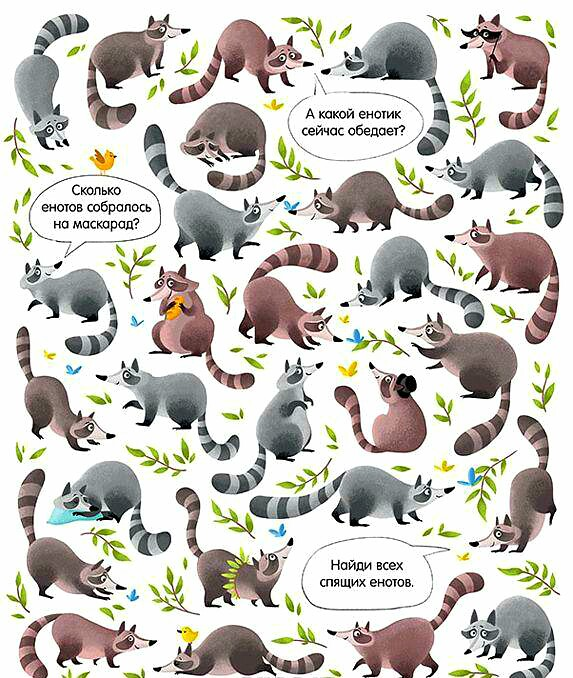 А какой енотик
сейчас обедает?
Сколько
енотов собралось
на маскарад?
Найди всех
спящих енотов.